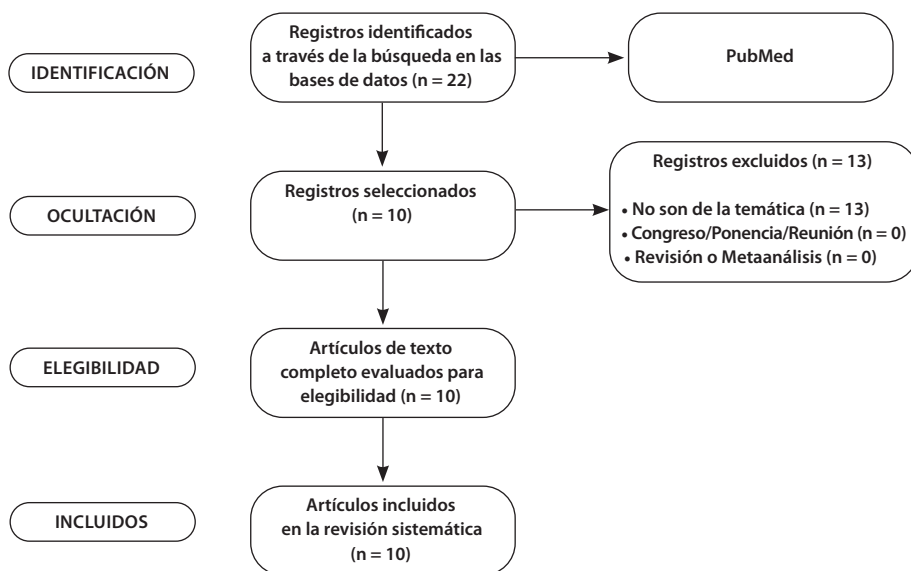 IDENTIFICACIÓN
Registros identificados
a través de la búsqueda en las
bases de datos (n = 22)
PubMed
OCULTACIÓN
Registros seleccionados
(n = 10)
Registros excluidos (n = 13)
• No son de la temática (n = 13)
• Congreso/Ponencia/Reunión (n = 0)
• Revisión o Metaanálisis (n = 0)
ELEGIBILIDAD
Artículos de texto
completo evaluados para
elegibilidad (n = 10)
INCLUIDOS
Artículos incluidos
en la revisión sistemática
(n = 10)